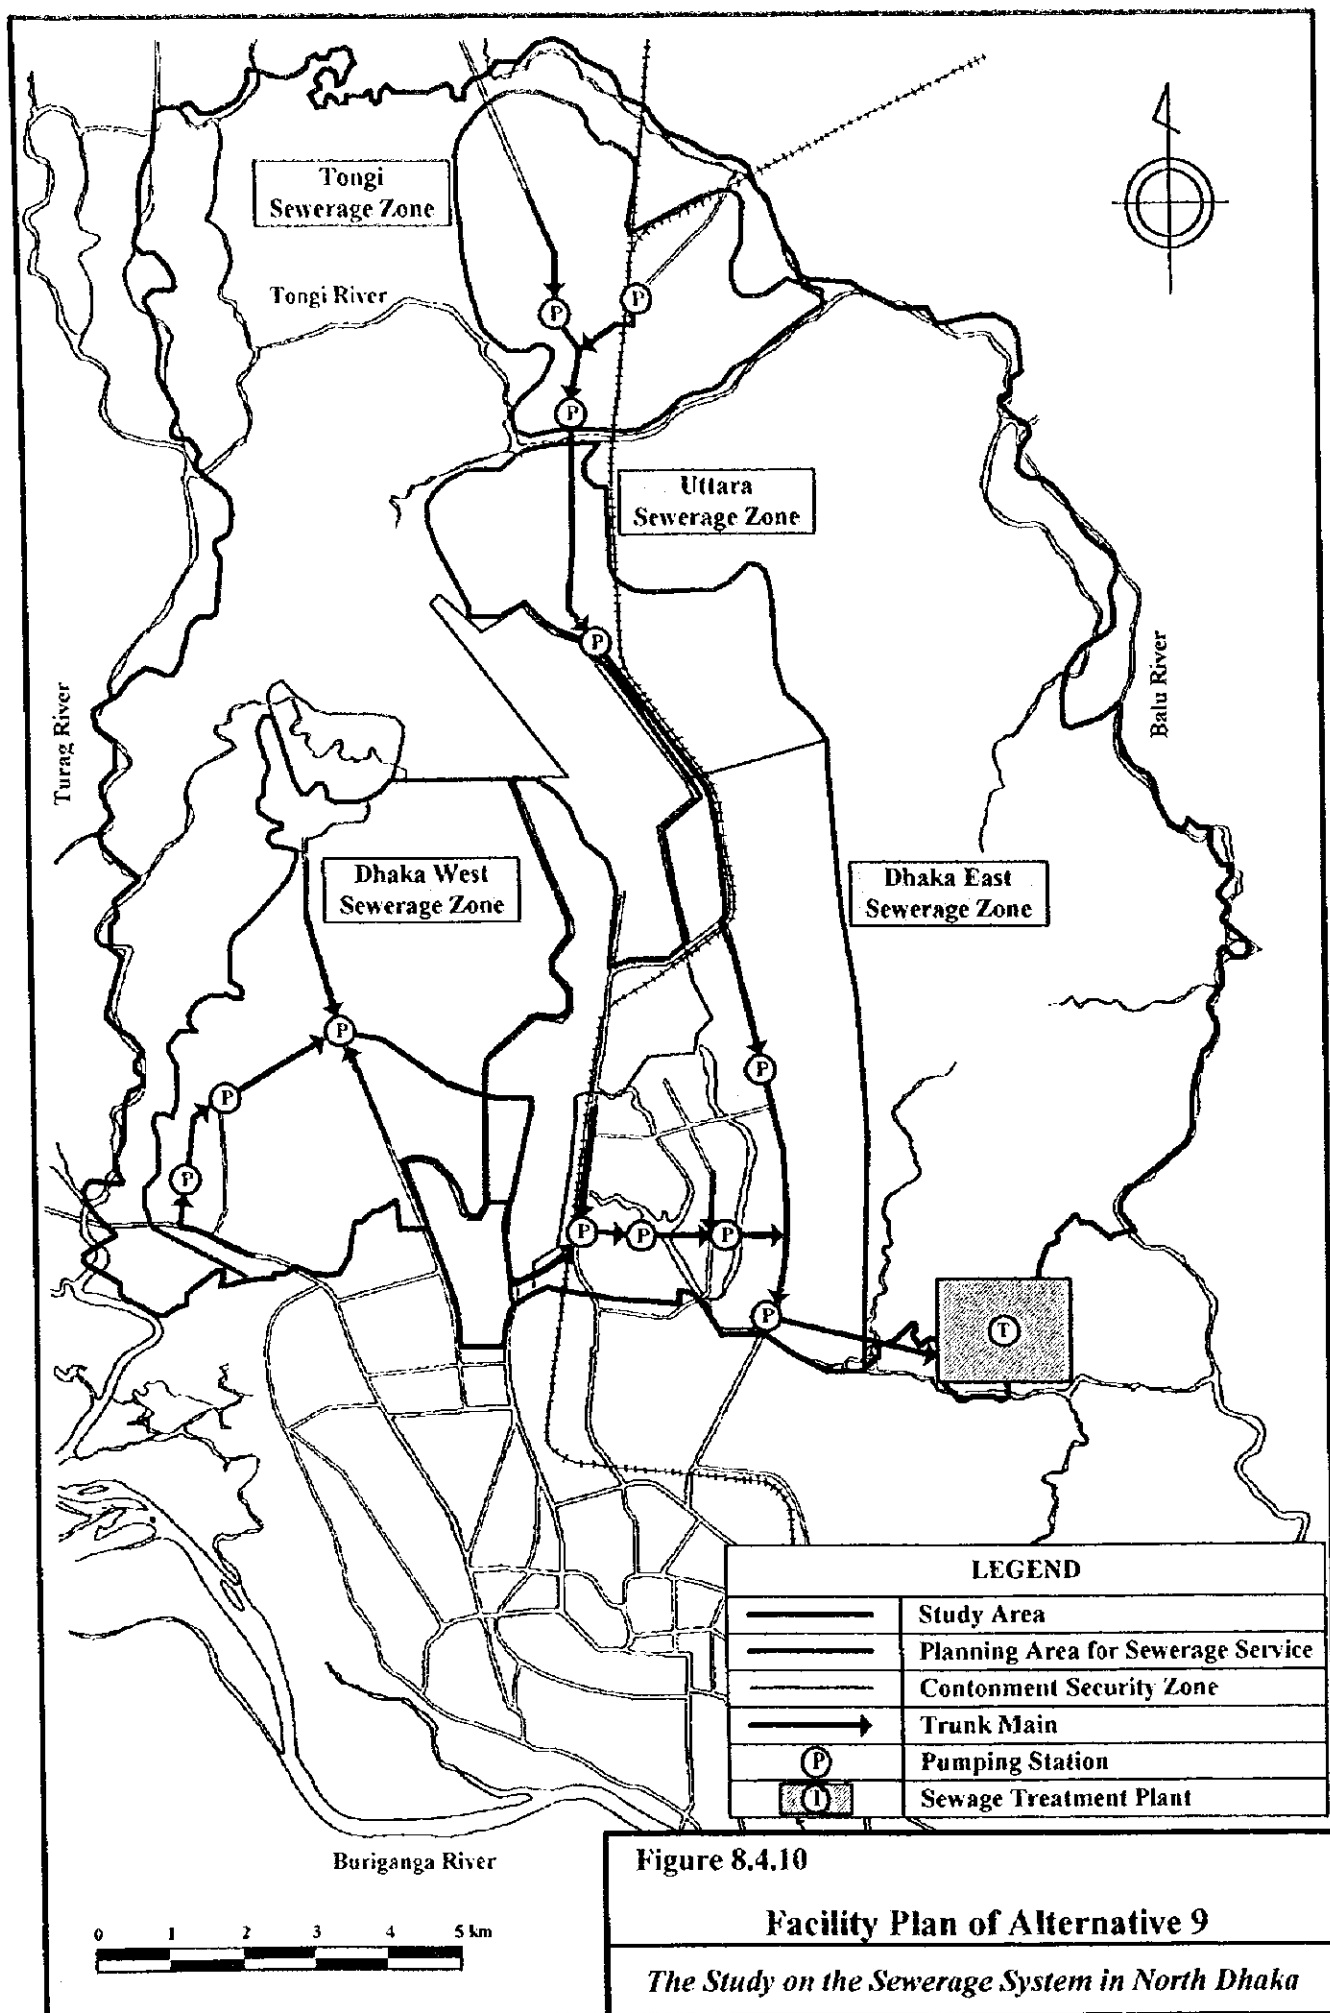 Tongi
Sewerage Zone
P
Tongi River
P
P
Uttara
Sewerage Zone
P
Turag River
Balu River
Dhaka West
Sewerage Zone
Dhaka East
Sewerage Zone
P
P
P
P
P
P
P
P
T
LEGEND
Study Area
Planning Area for Sewerage Service
Contonment Security Zone
Trunk Main
P Pumping Station
T Sewage Treatment Plant
Buriganga River
Figure 8.4.10
Facility Plan of Alternative 9
0 1 2 3 4 5 km
The Study on the Sewerage System in North Dhaka